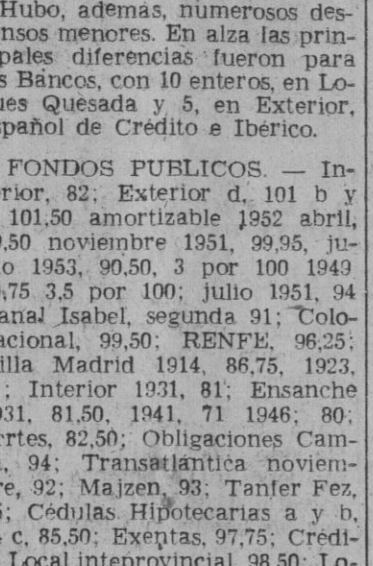 Hubo, además, numerosos des-
nsos menores. En alza las prin-
pales diferencias fueron para
s Bancos, con 10 enteros, en Lo-
ues Quesada y 5, en Exterior,
spañol de Crédito e Ibérico.
FONDOS PUBLICOS. — In-
erior, 82; Exterior d, 101 b y
101,50 amortizable 1952 abril,
,50 noviembre 1951, 99,95, ju-
o 1953, 90,50, 3 por 100 1949
,75 3,5 por 100; julio 1951, 94
anal Isabel, segunda 91; Colo-
acional, 99,50; RENFE, 96,25;
illa Madrid 1914, 86,75, 1923,
; Interior 1931, 81; Ensanche
931, 81,50, 1941, 71 1946; 80;
rtes, 82,50; Obligaciones Cam-
, 94; Transatlántica noviem-
re, 92; Majzen, 93; Tanfer Fez,
; Cédulas Hipotecarias a y b,
c, 85,50; Exentas, 97,75; Crédi-
Local interprovincial, 98,50; Lo-